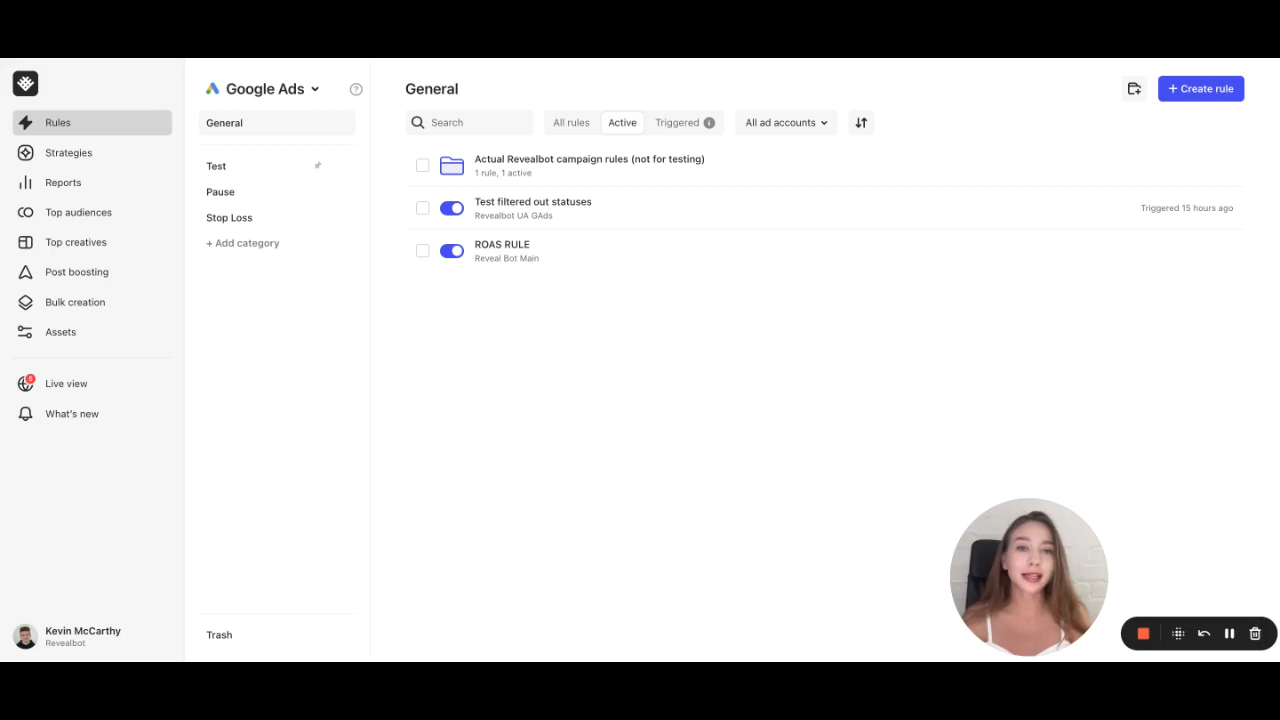 Rules
Strategies
Reports
Top audiences
Top creatives
Post boosting
Bulk creation
Assets
5
Live view
What's new
Kevin McCarthy
Revealbot
Google Ads
?
General
Test
Pause
Stop Loss
+ Add category
Trash
General
+ Create rule
Search
All rules
Active
Triggered i
All ad accounts
Actual Revealbot campaign rules (not for testing)
1 rule, 1 active
Test filtered out statuses
Revealbot UA GAds
Triggered 15 hours ago
ROAS RULE
Reveal Bot Main